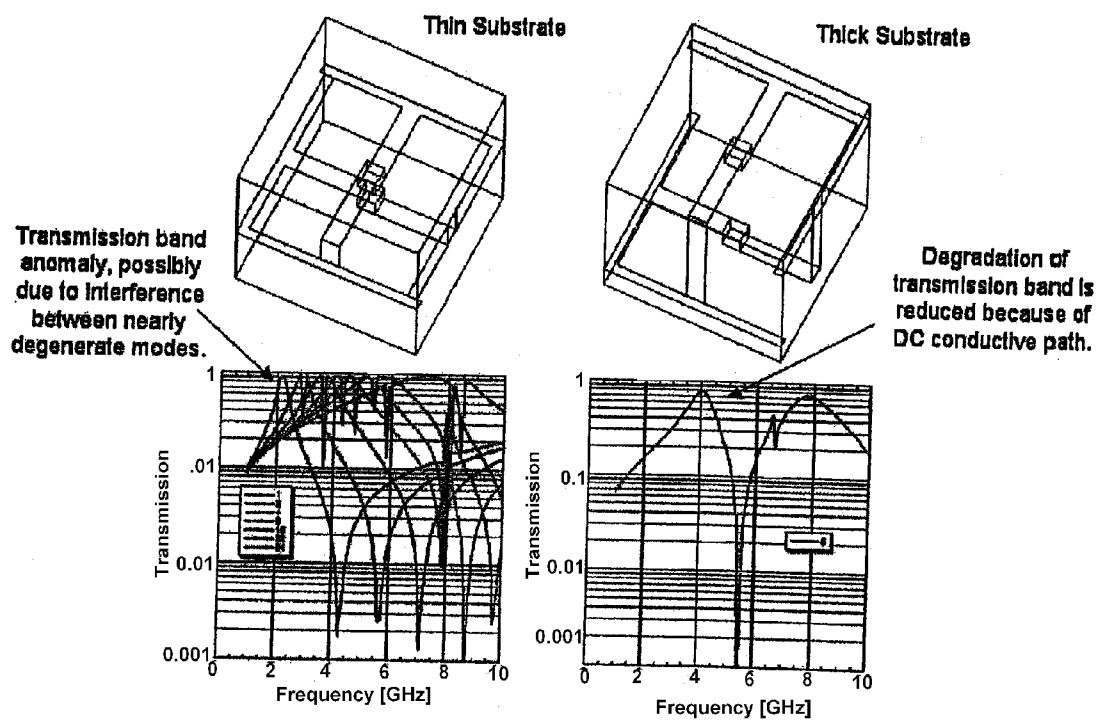 Thin Substrate
Thick Substrate
Transmission band
anomaly, possibly
due to interference
between nearly
degenerate modes.
Degradation of
transmission band is
reduced because of
DC conductive path.
1
.01
0.01
0.001
Transmission
0
2
4
6
8
10
Frequency [GHz]
1
0.1
0.01
0.001
Transmission
0
2
4
6
8
10
Frequency [GHz]